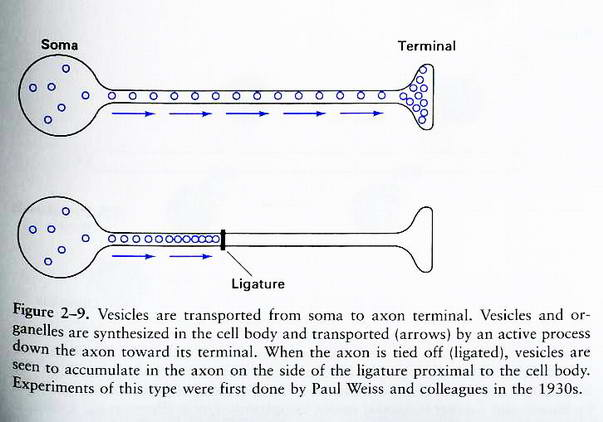 Soma
Terminal
Ligature
Figure 2–9. Vesicles are transported from soma to axon terminal. Vesicles and or-
ganelles are synthesized in the cell body and transported (arrows) by an active process
down the axon toward its terminal. When the axon is tied off (ligated), vesicles are
seen to accumulate in the axon on the side of the ligature proximal to the cell body.
Experiments of this type were first done by Paul Weiss and colleagues in the 1930s.